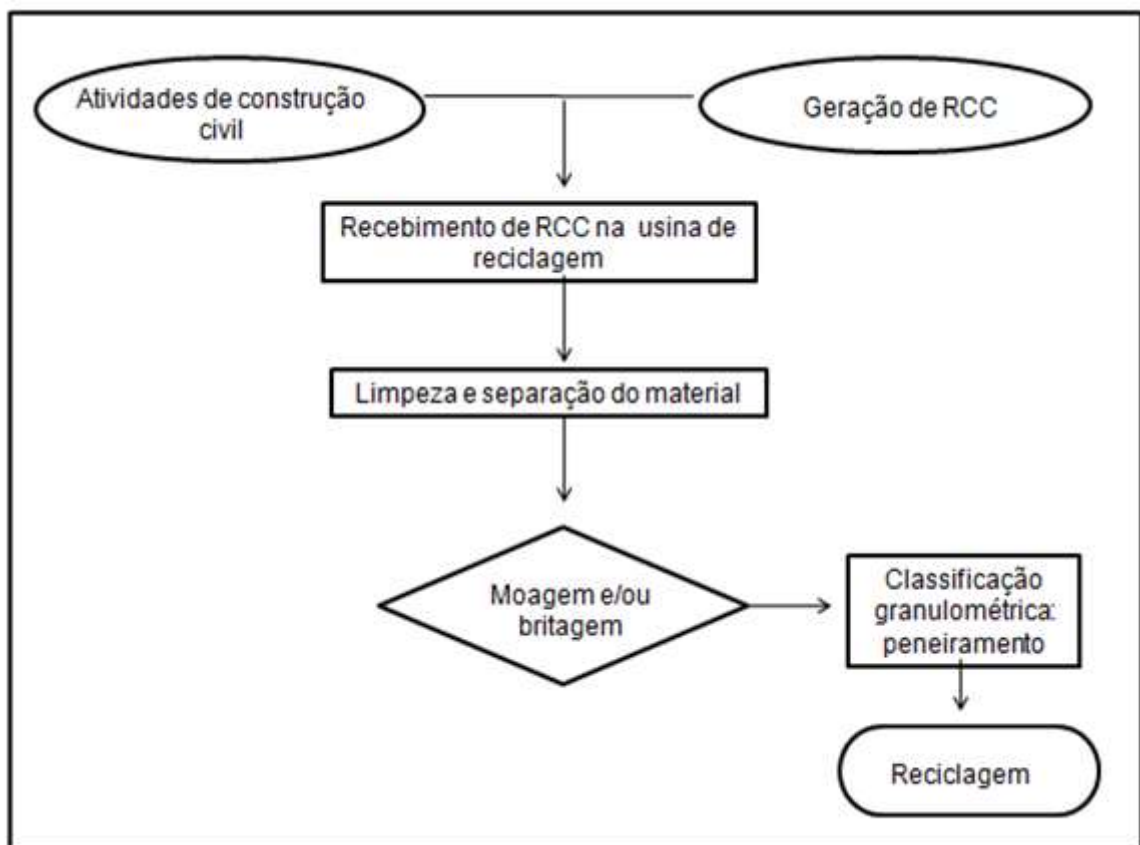 Atividades de construção
civil
Geração de RCC
Recebimento de RCC na usina de
reciclagem
Limpeza e separação do material
Moagem e/ou
britagem
Classificação
granulométrica:
peneiramento
Reciclagem